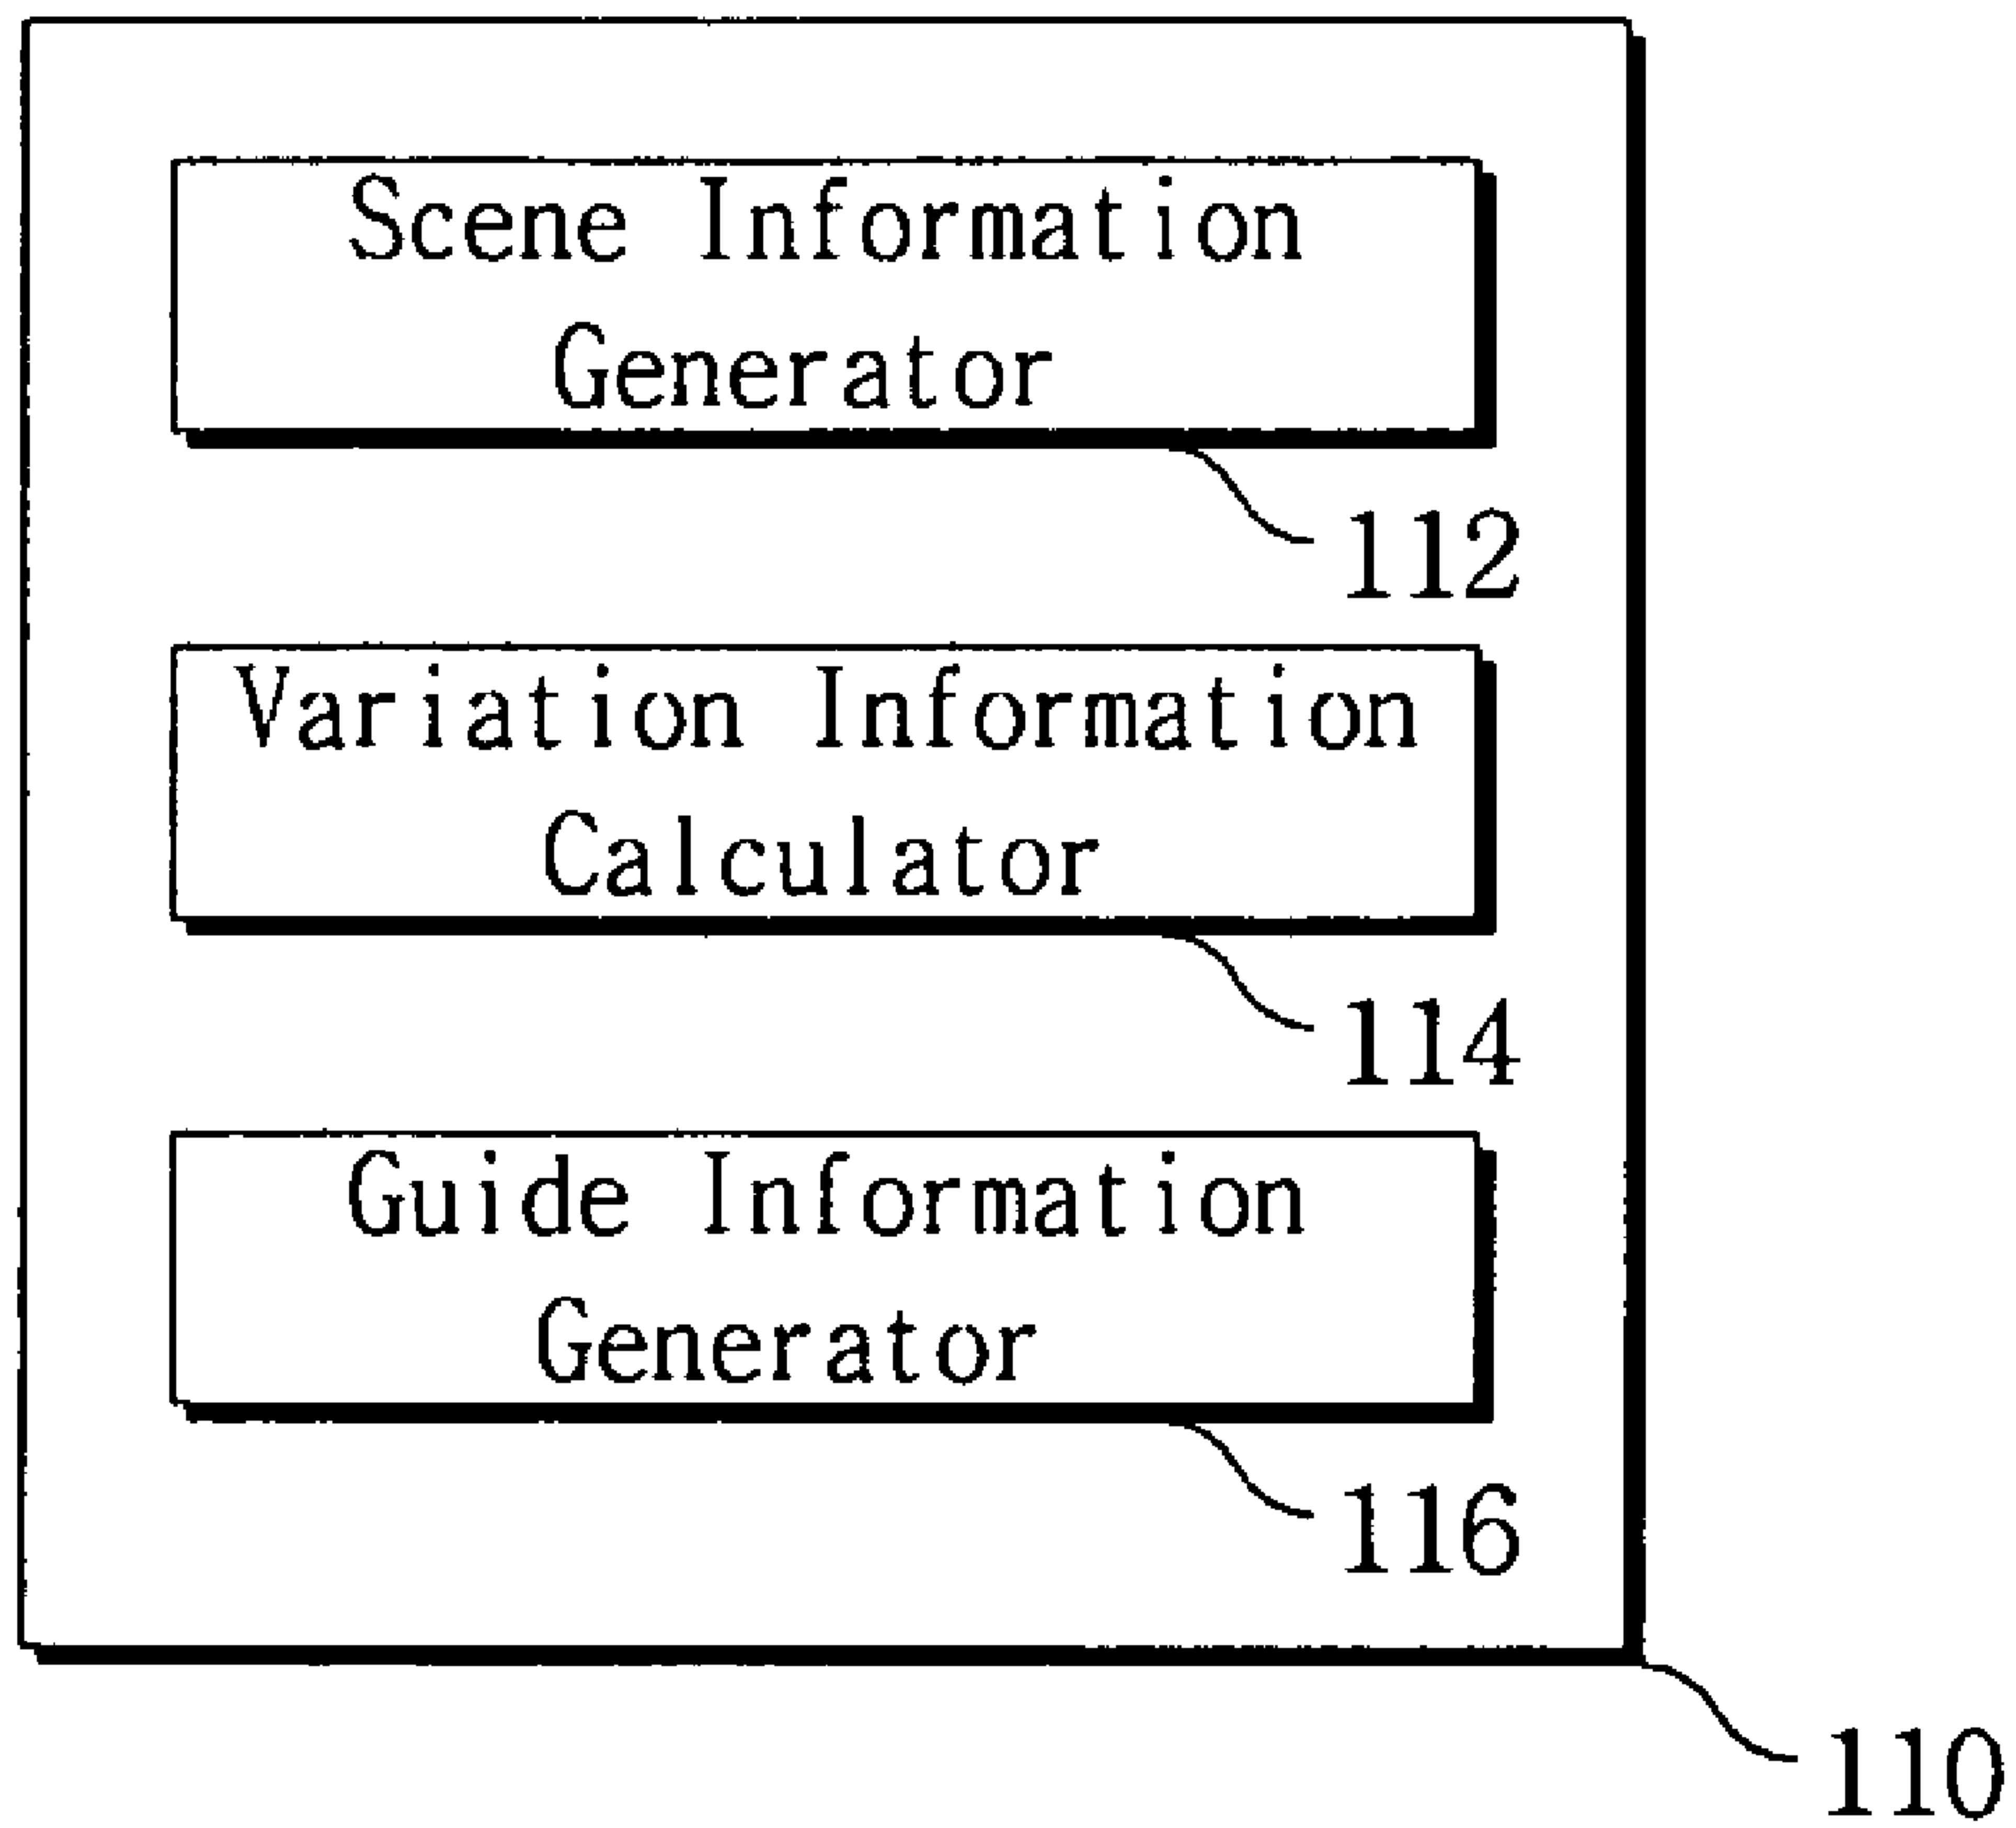 Scene Information
Generator
112
Variation Information
Calculator
114
Guide Information
Generator
116
110